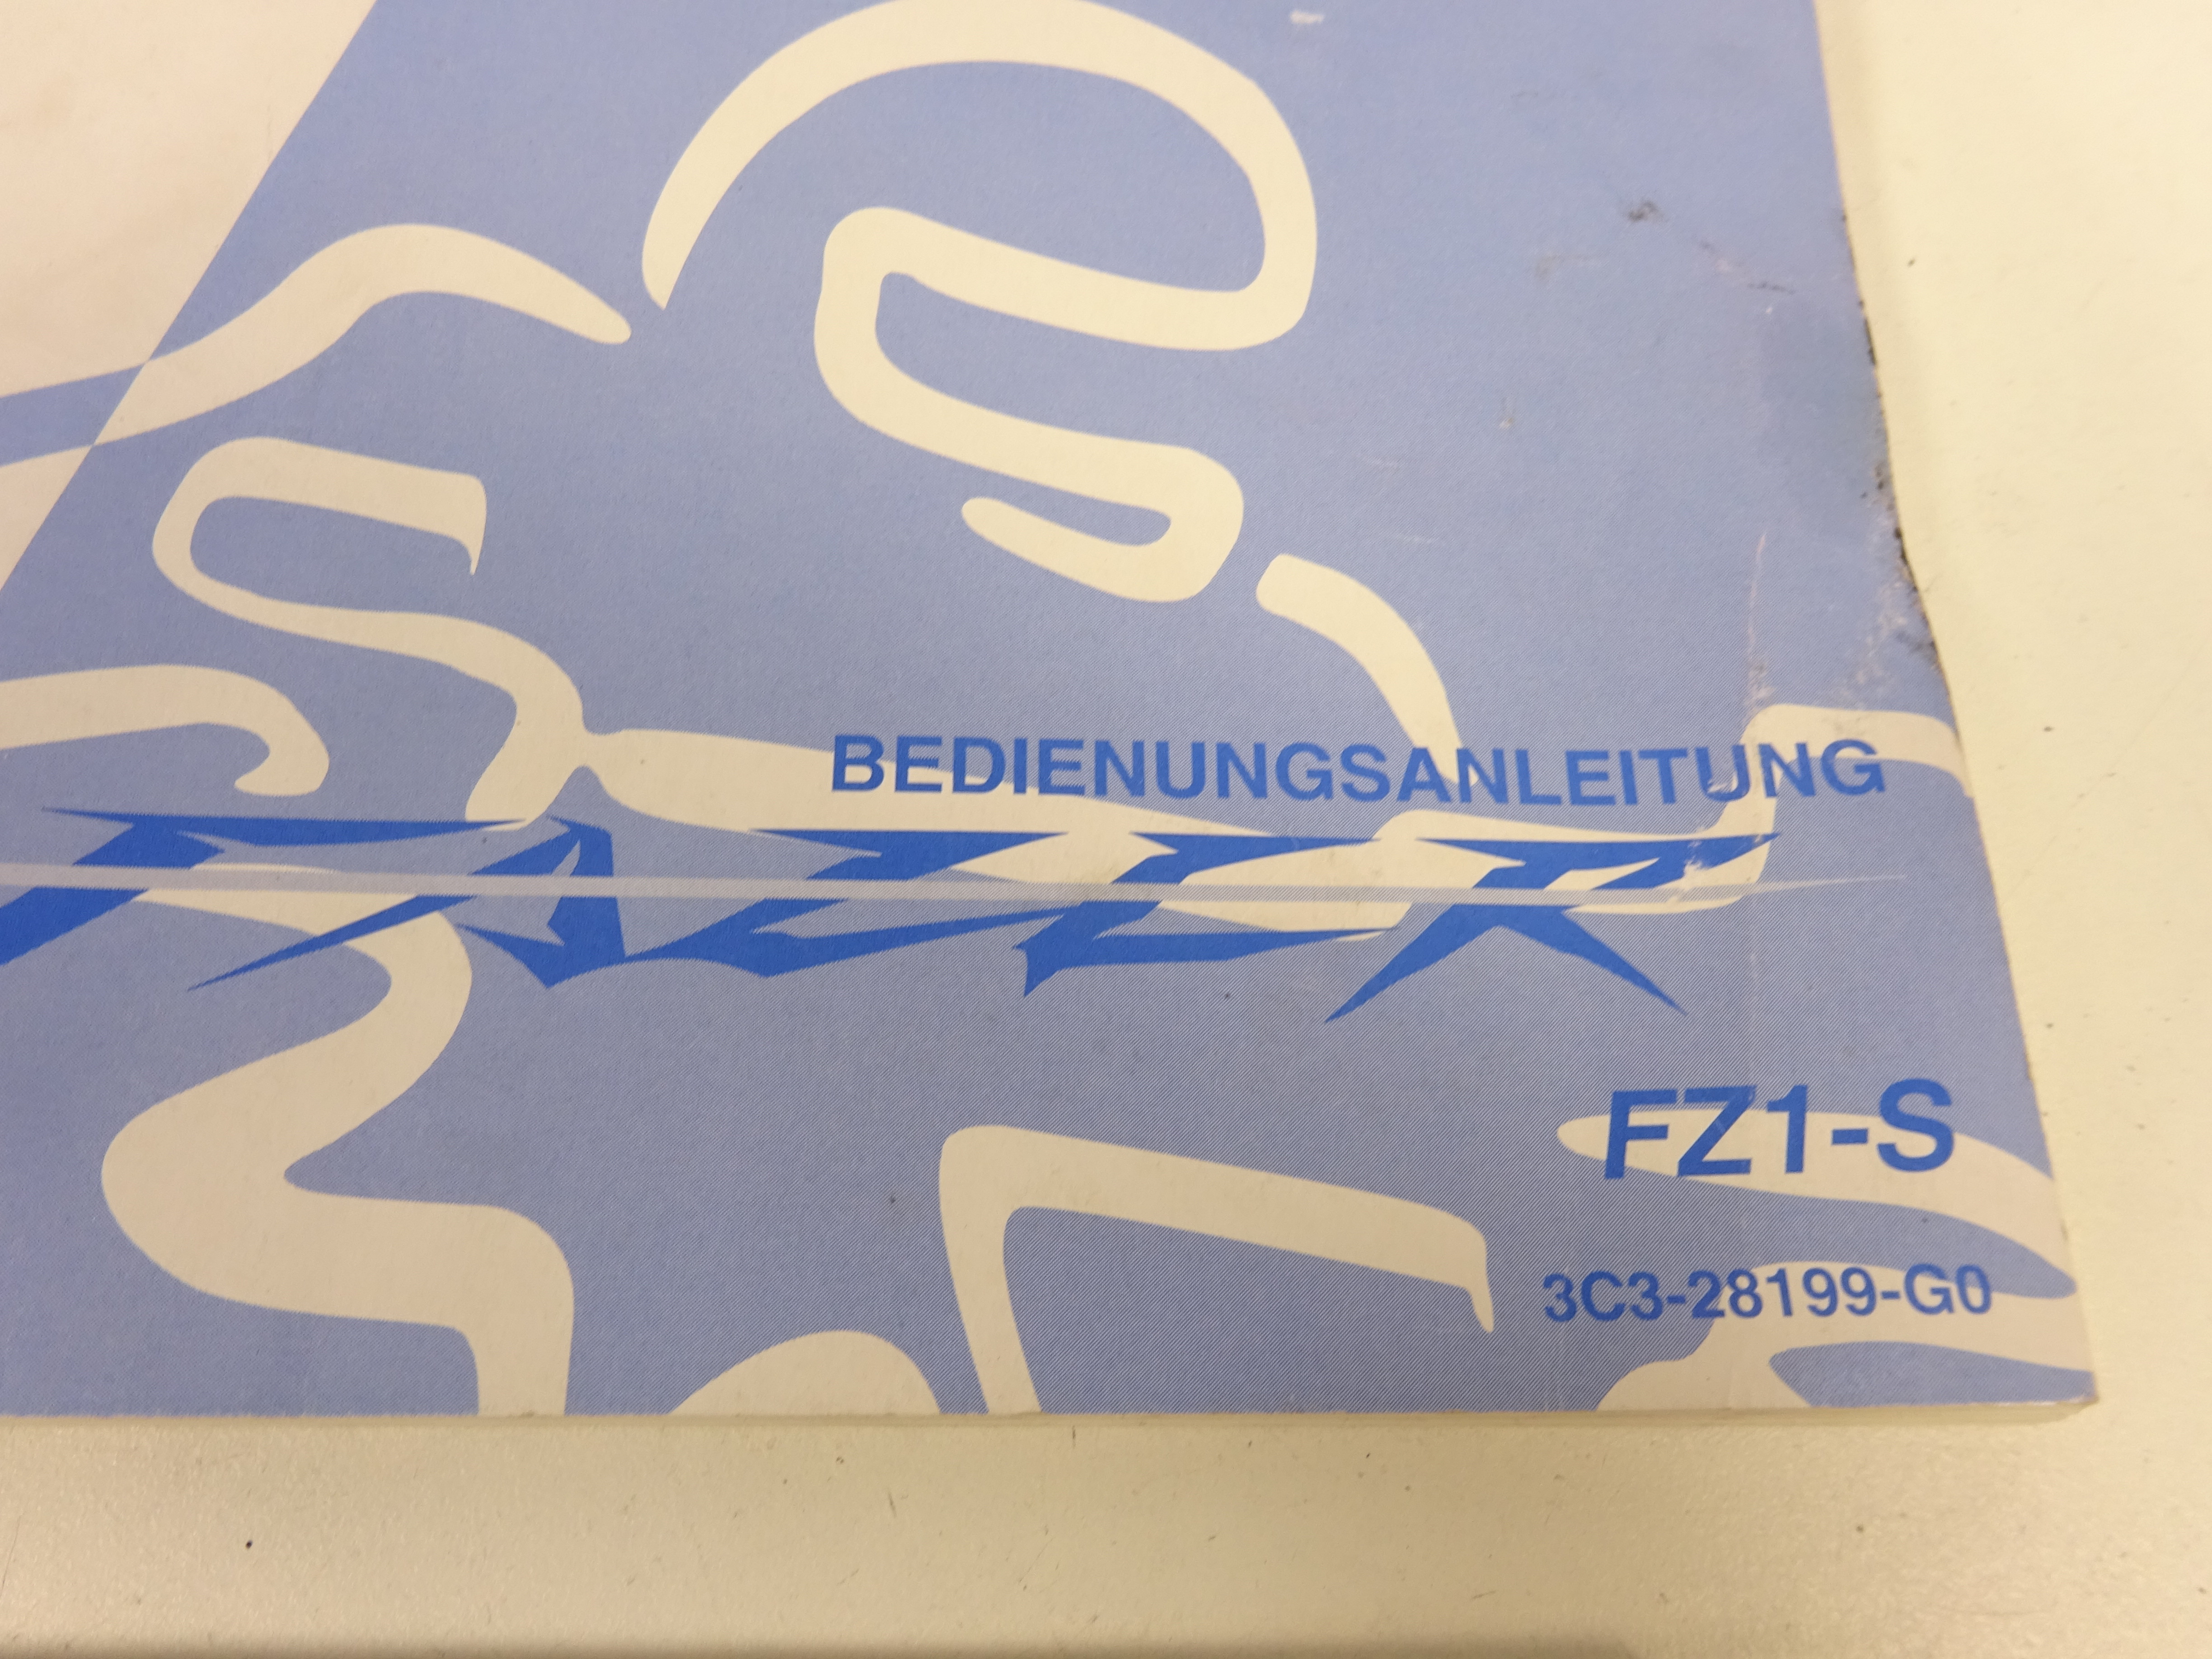 BEDIENUNGSANLEITUNG
FAZER
FZ1-S
3C3-28199-G0